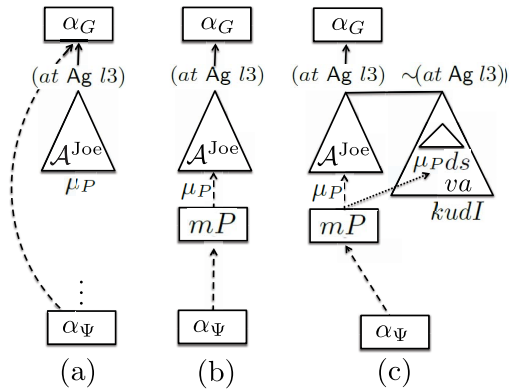 α_G α_G α_G
(at Ag l3) (at Ag l3) (at Ag l3) ~(at Ag l3))
𝒜^Joe 𝒜^Joe 𝒜^Joe μ_P ds
μ_P μ_P μ_P va
mP mP kudI
⋮
α_Ψ α_Ψ α_Ψ
(a) (b) (c)